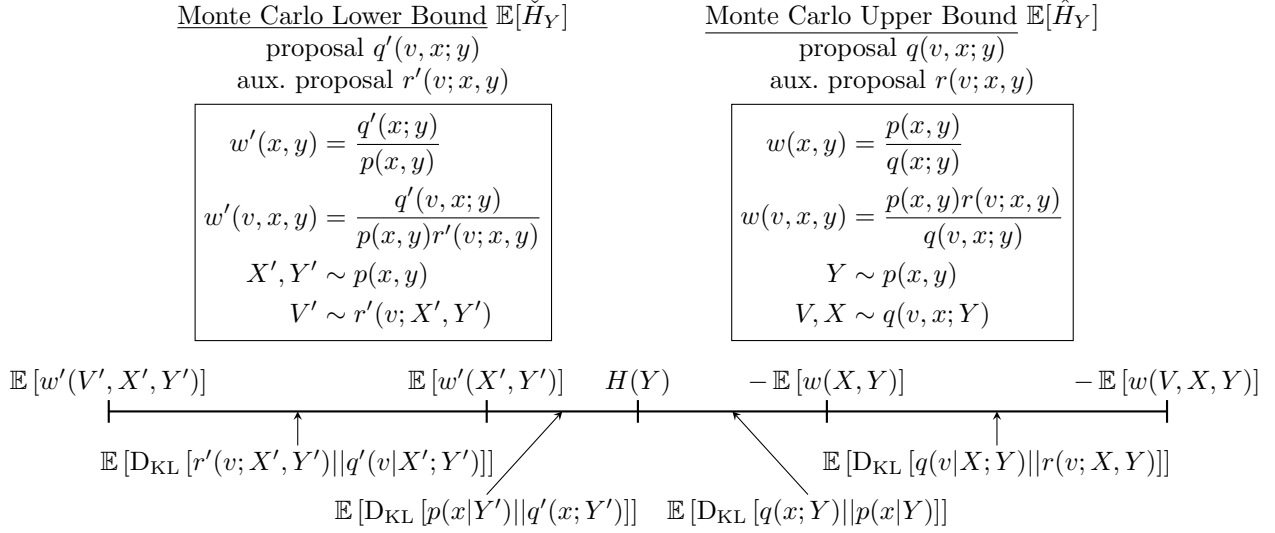 Monte Carlo Lower Bound 𝔼[Ȟ_Y]
proposal q′(v, x; y)
aux. proposal r′(v; x, y)
w′(x, y) = q′(x; y) / p(x, y)
w′(v, x, y) = q′(v, x; y) / p(x, y)r′(v; x, y)
X′, Y′ ∼ p(x, y)
V′ ∼ r′(v; X′, Y′)
Monte Carlo Upper Bound 𝔼[Ĥ_Y]
proposal q(v, x; y)
aux. proposal r(v; x, y)
w(x, y) = p(x, y) / q(x; y)
w(v, x, y) = p(x, y)r(v; x, y) / q(v, x; y)
Y ∼ p(x, y)
V, X ∼ q(v, x; Y)
𝔼 [w′(V′, X′, Y′)] 𝔼 [w′(X′, Y′)] H(Y) − 𝔼 [w(X, Y)] − 𝔼 [w(V, X, Y)]
𝔼 [D_KL [r′(v; X′, Y′)||q′(v|X′; Y′)]] 𝔼 [D_KL [q(v|X; Y)||r(v; X, Y)]]
𝔼 [D_KL [p(x|Y′)||q′(x; Y′)]] 𝔼 [D_KL [q(x; Y)||p(x|Y)]]